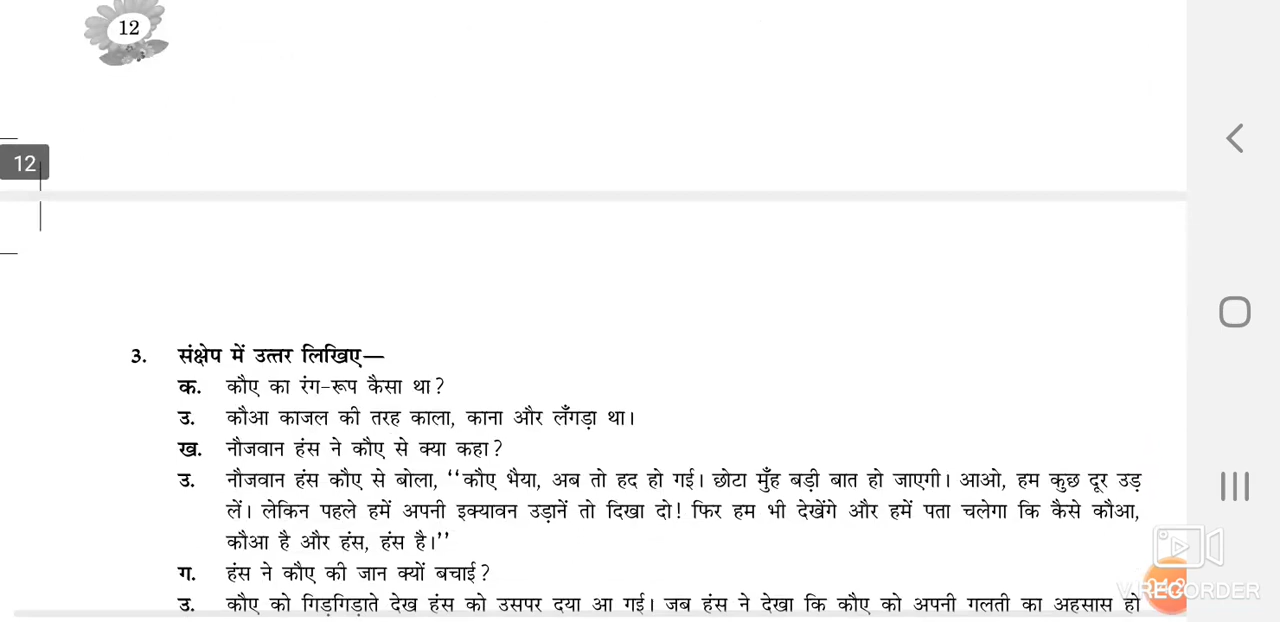 12
12
3. संक्षेप में उत्तर लिखिए—
क. कौए का रंग-रूप कैसा था?
उ. कौआ काजल की तरह काला, काना और लँगड़ा था।
ख. नौजवान हंस ने कौए से क्या कहा?
उ. नौजवान हंस कौए से बोला, ‘‘कौए भैया, अब तो हद हो गई। छोटा मुँह बड़ी बात हो जाएगी। आओ, हम कुछ दूर उड़
लें। लेकिन पहले हमें अपनी इक्यावन उड़ानें तो दिखा दो! फिर हम भी देखेंगे और हमें पता चलेगा कि कैसे कौआ,
कौआ है और हंस, हंस है।’’
ग. हंस ने कौए की जान क्यों बचाई?
उ. कौए को गिड़गिड़ाते देख हंस को उसपर दया आ गई। जब हंस ने देखा कि कौए को अपनी गलती का अहसास हो
V.RECORDER